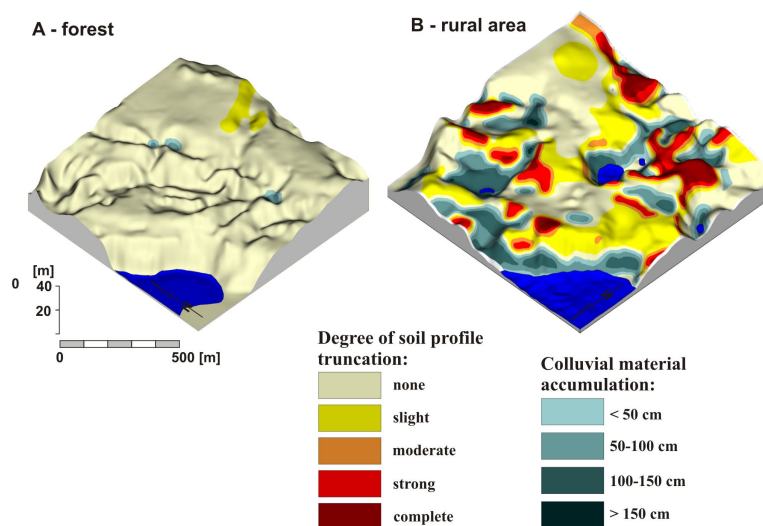 A - forest
B - rural area
[m]
0
40
20
0
500 [m]
Degree of soil profile
truncation:
none
slight
moderate
strong
complete
Colluvial material
accumulation:
< 50 cm
50-100 cm
100-150 cm
> 150 cm